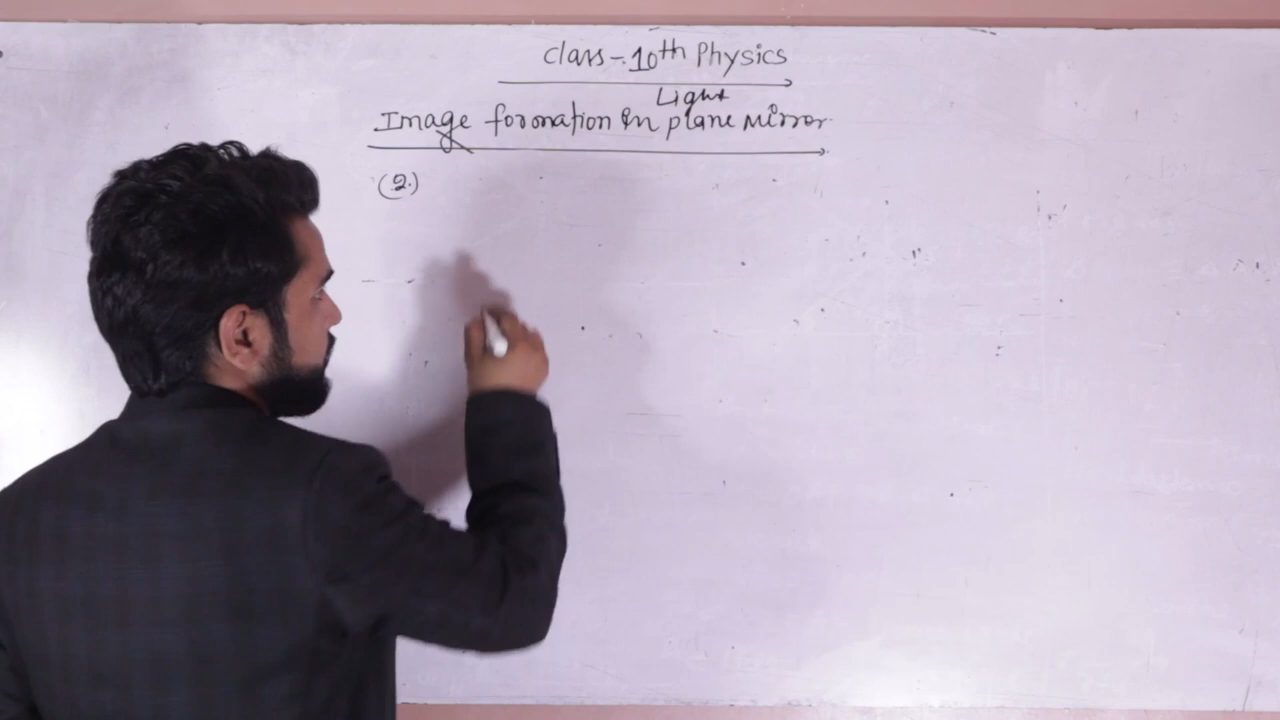 Class-:10th Physics
Light
Image formation in plane mirror.
(2.)